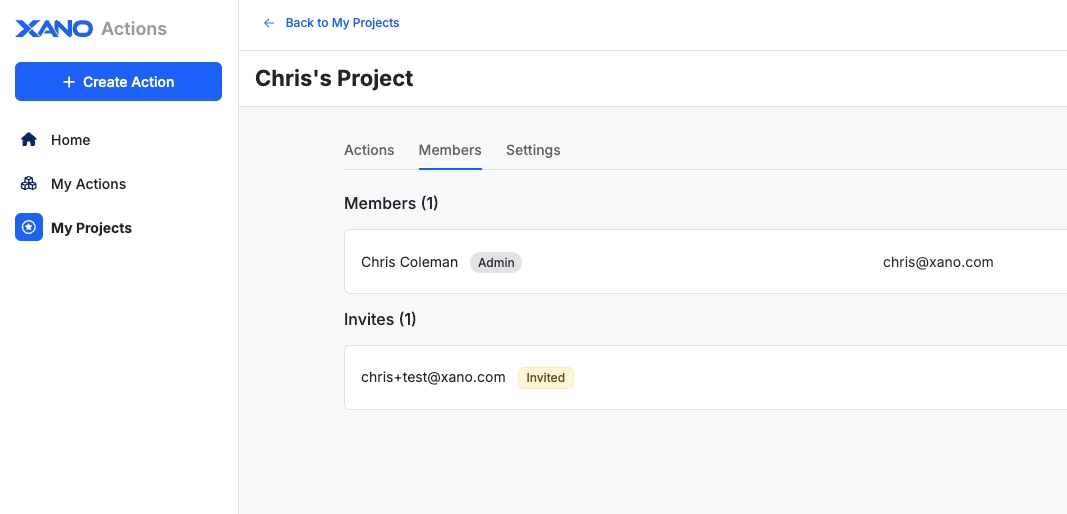 XANO Actions
Create Action
Home
My Actions
My Projects
Back to My Projects
Chris's Project
Actions Members Settings
Members (1)
Chris Coleman Admin chris@xano.com
Invites (1)
chris+test@xano.com Invited